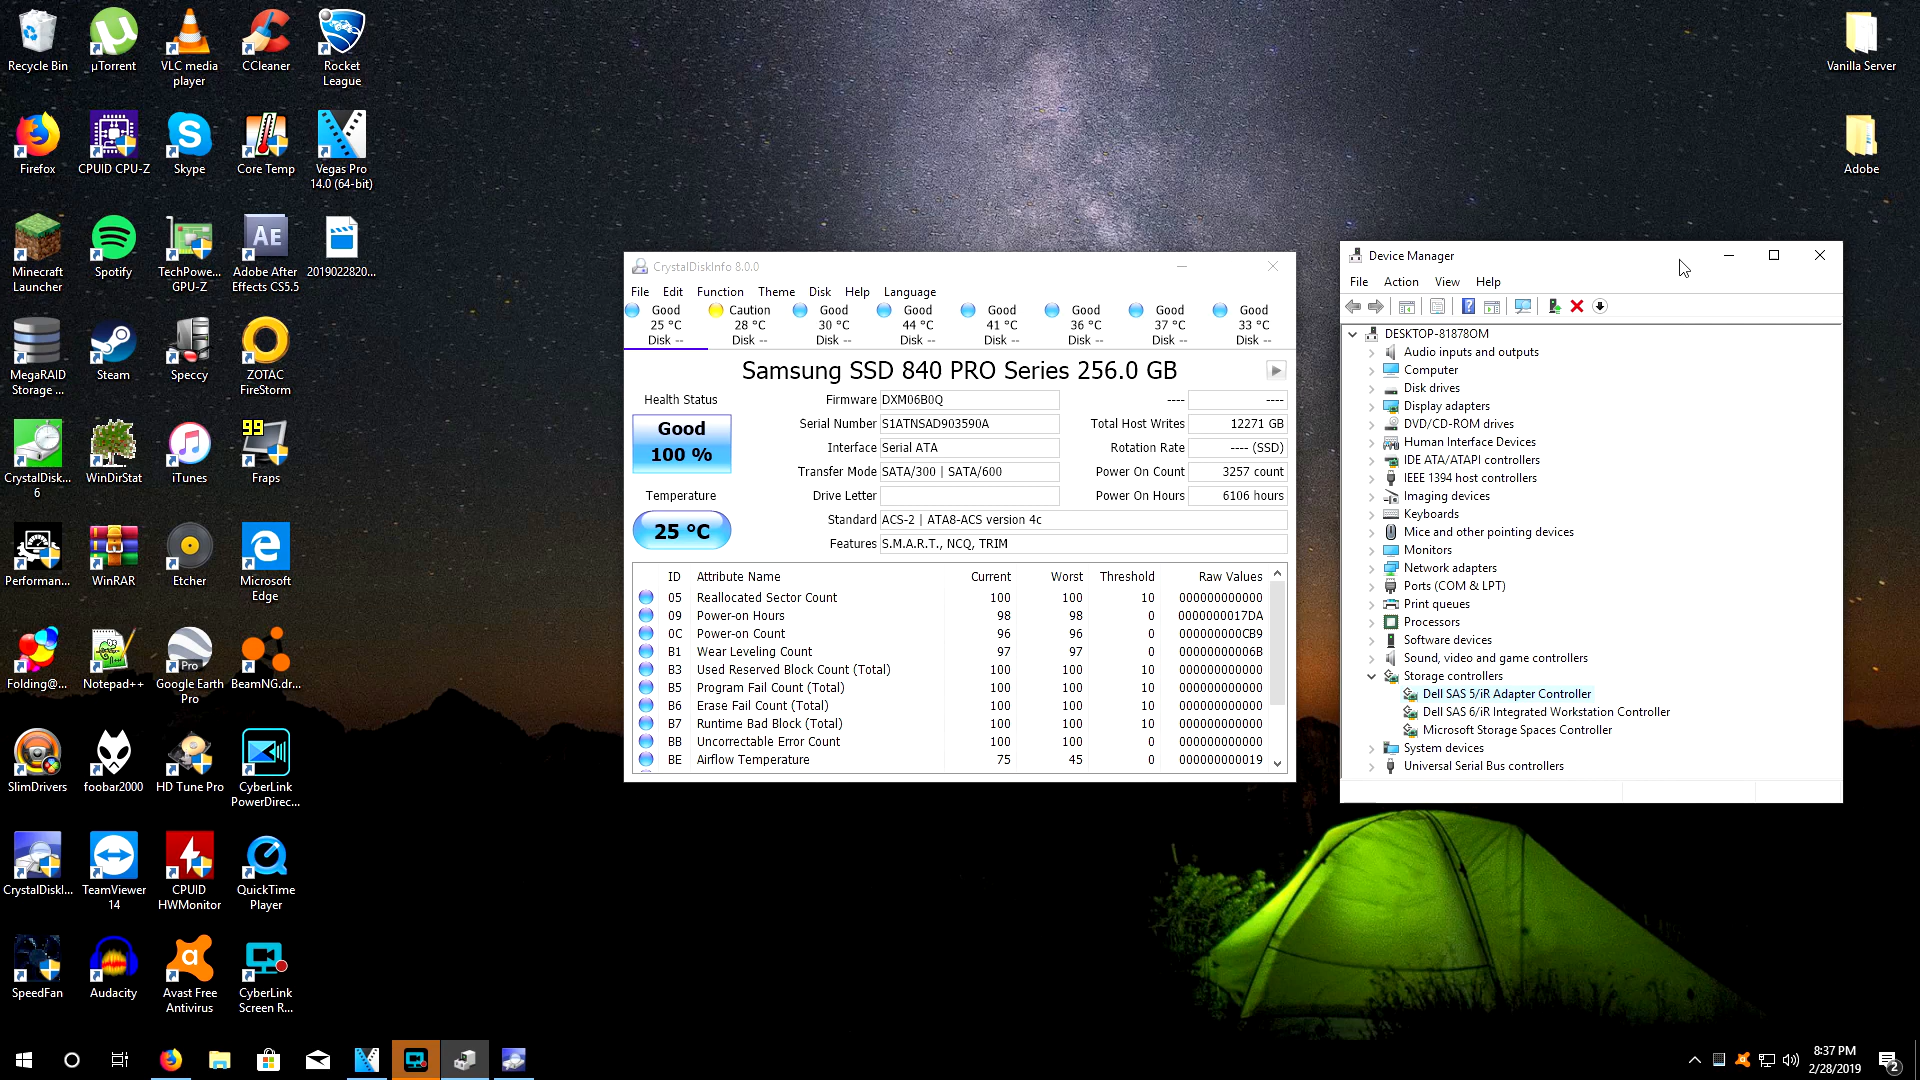 Recycle Bin
µTorrent
VLC media player
CCleaner
Rocket League
Firefox
CPUID CPU-Z
Skype
Core Temp
Vegas Pro 14.0 (64-bit)
Minecraft Launcher
Spotify
TechPowe... GPU-Z
Adobe After Effects CS5.5
2019022820...
MegaRAID Storage ...
Steam
Speccy
ZOTAC FireStorm
CrystalDisk... 6
WinDirStat
iTunes
99
Fraps
Performan...
WinRAR
Etcher
Microsoft Edge
Folding@...
Notepad++
Pro
Google Earth Pro
BeamNG.dr...
SlimDrivers
foobar2000
HD Tune Pro
CyberLink PowerDirec...
CrystalDiskI...
TeamViewer 14
CPUID HWMonitor
QuickTime Player
SpeedFan
Audacity
Avast Free Antivirus
CyberLink Screen R...
Vanilla Server
Adobe
CrystalDiskInfo 8.0.0
File Edit Function Theme Disk Help Language
Good Caution Good Good Good Good Good Good
25 °C 28 °C 30 °C 44 °C 41 °C 36 °C 37 °C 33 °C
Disk -- Disk -- Disk -- Disk -- Disk -- Disk -- Disk -- Disk --
Samsung SSD 840 PRO Series 256.0 GB
Health Status
Good
100 %
Temperature
25 °C
Firmware DXM06B0Q ---- ----
Serial Number S1ATNSAD903590A Total Host Writes 12271 GB
Interface Serial ATA Rotation Rate ---- (SSD)
Transfer Mode SATA/300 | SATA/600 Power On Count 3257 count
Drive Letter Power On Hours 6106 hours
Standard ACS-2 | ATA8-ACS version 4c
Features S.M.A.R.T., NCQ, TRIM
ID Attribute Name Current Worst Threshold Raw Values
05 Reallocated Sector Count 100 100 10 000000000000
09 Power-on Hours 98 98 0 0000000017DA
0C Power-on Count 96 96 0 000000000CB9
B1 Wear Leveling Count 97 97 0 00000000006B
B3 Used Reserved Block Count (Total) 100 100 10 000000000000
B5 Program Fail Count (Total) 100 100 10 000000000000
B6 Erase Fail Count (Total) 100 100 10 000000000000
B7 Runtime Bad Block (Total) 100 100 10 000000000000
BB Uncorrectable Error Count 100 100 0 000000000000
BE Airflow Temperature 75 45 0 000000000019
Device Manager
File Action View Help
DESKTOP-81878OM
Audio inputs and outputs
Computer
Disk drives
Display adapters
DVD/CD-ROM drives
Human Interface Devices
IDE ATA/ATAPI controllers
IEEE 1394 host controllers
Imaging devices
Keyboards
Mice and other pointing devices
Monitors
Network adapters
Ports (COM & LPT)
Print queues
Processors
Software devices
Sound, video and game controllers
Storage controllers
Dell SAS 5/iR Adapter Controller
Dell SAS 6/iR Integrated Workstation Controller
Microsoft Storage Spaces Controller
System devices
Universal Serial Bus controllers
8:37 PM
2/28/2019
2